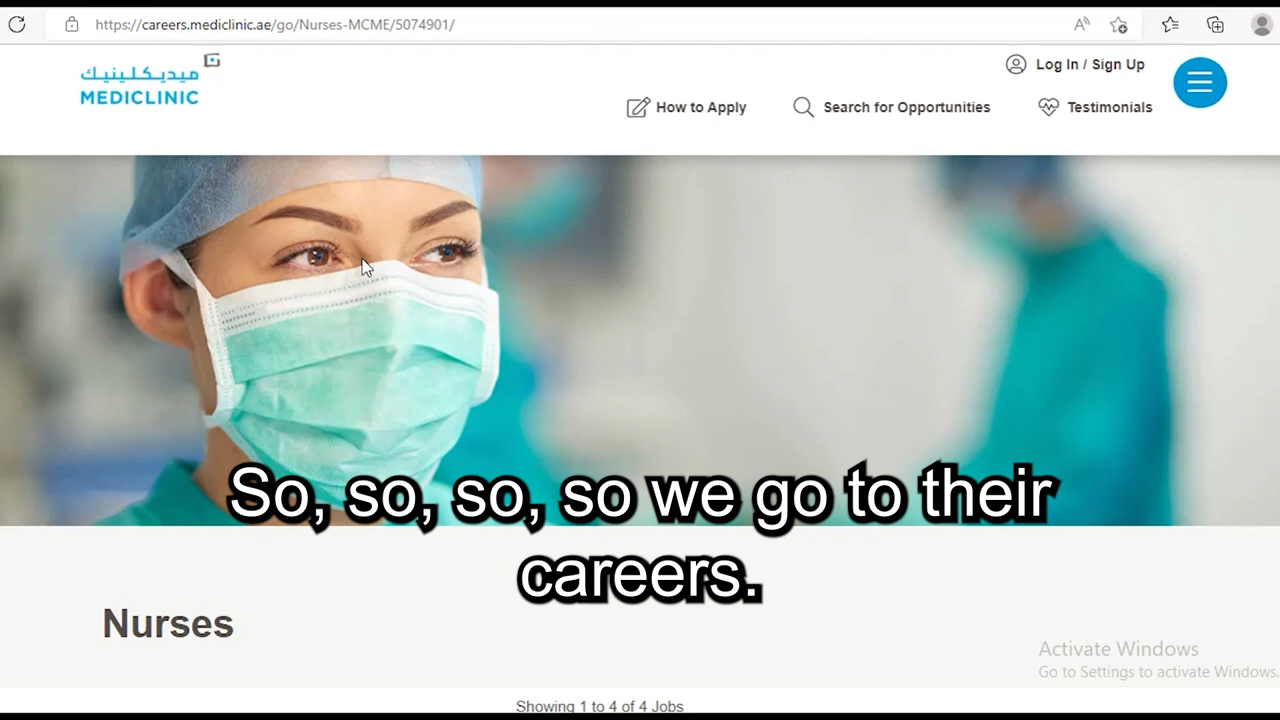 https://careers.mediclinic.ae/go/Nurses-MCME/5074901/
ميديكلينيك
MEDICLINIC
Log In / Sign Up
How to Apply
Search for Opportunities
Testimonials
So, so, so, so we go to their
careers.
Nurses
Activate Windows
Go to Settings to activate Windows.
Showing 1 to 4 of 4 Jobs